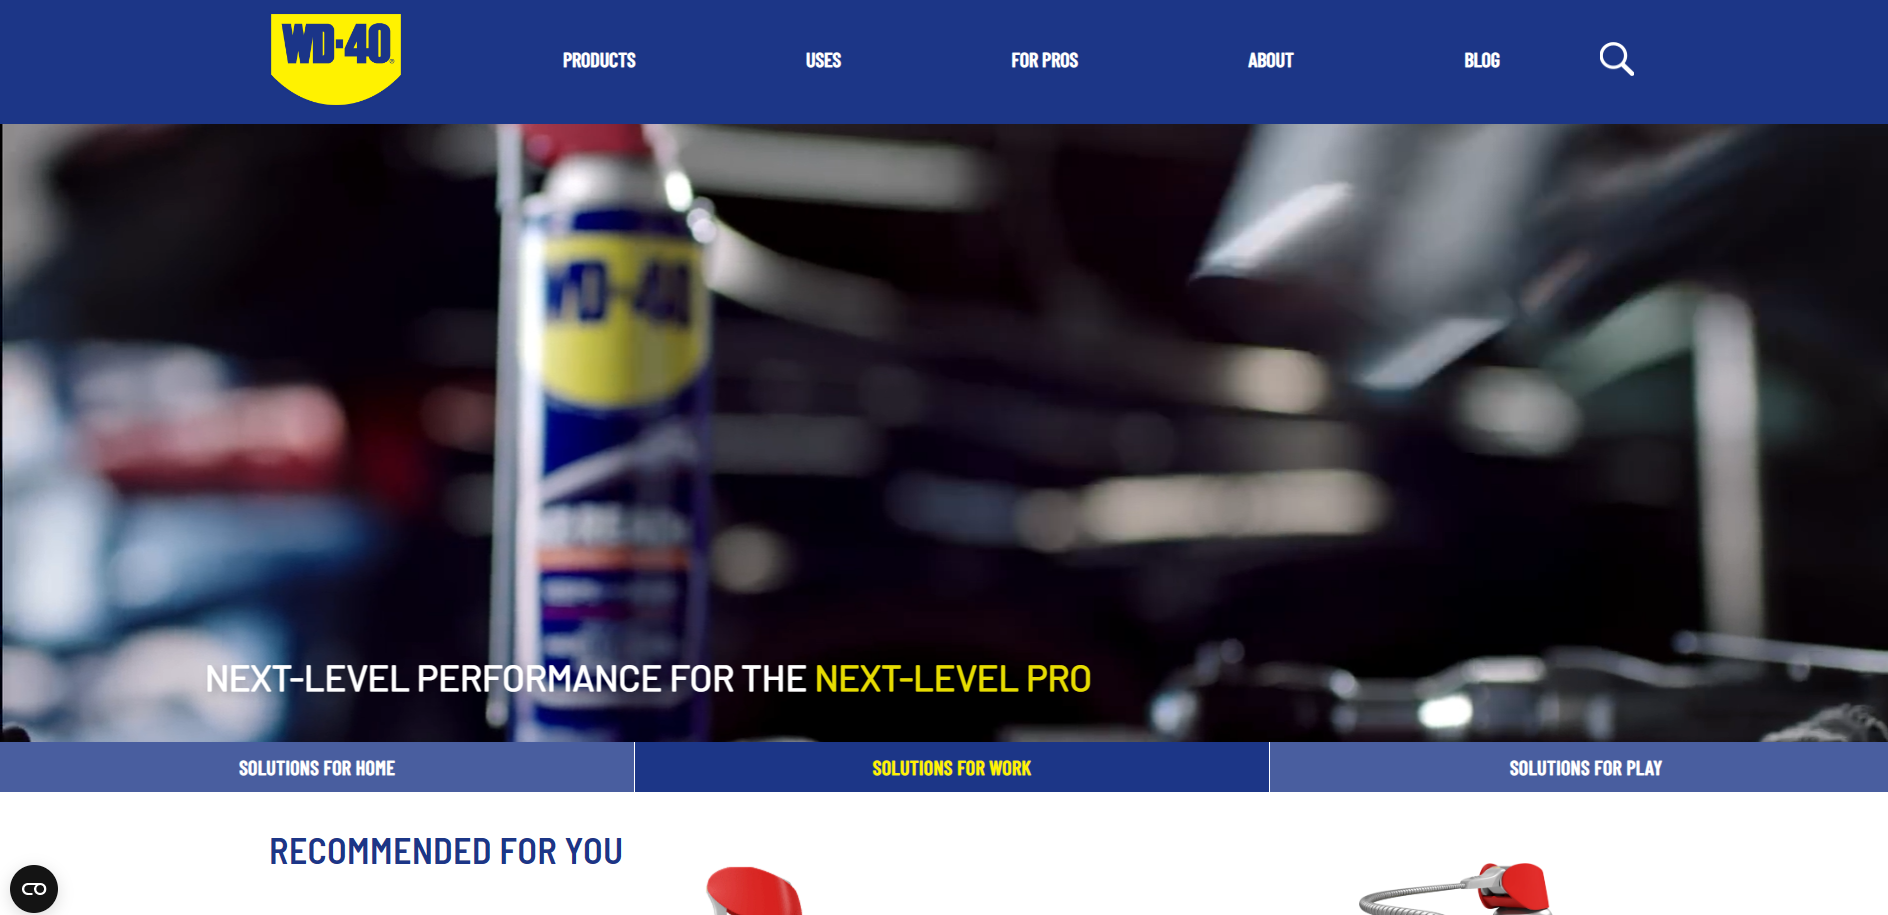 WD-40
PRODUCTS
USES
FOR PROS
ABOUT
BLOG
WD-40
NEXT-LEVEL PERFORMANCE FOR THE NEXT-LEVEL PRO
SOLUTIONS FOR HOME
SOLUTIONS FOR WORK
SOLUTIONS FOR PLAY
RECOMMENDED FOR YOU